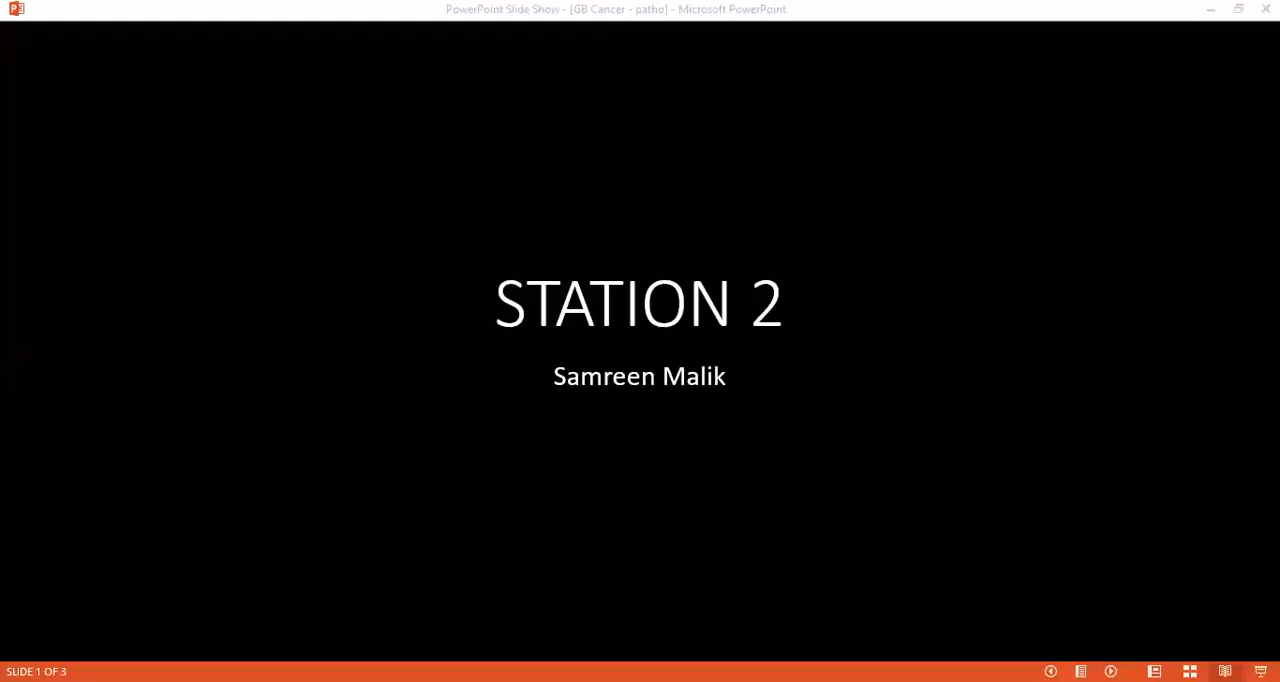 PowerPoint Slide Show - [GB Cancer - patho] - Microsoft PowerPoint
STATION 2
Samreen Malik
SLIDE 1 OF 3